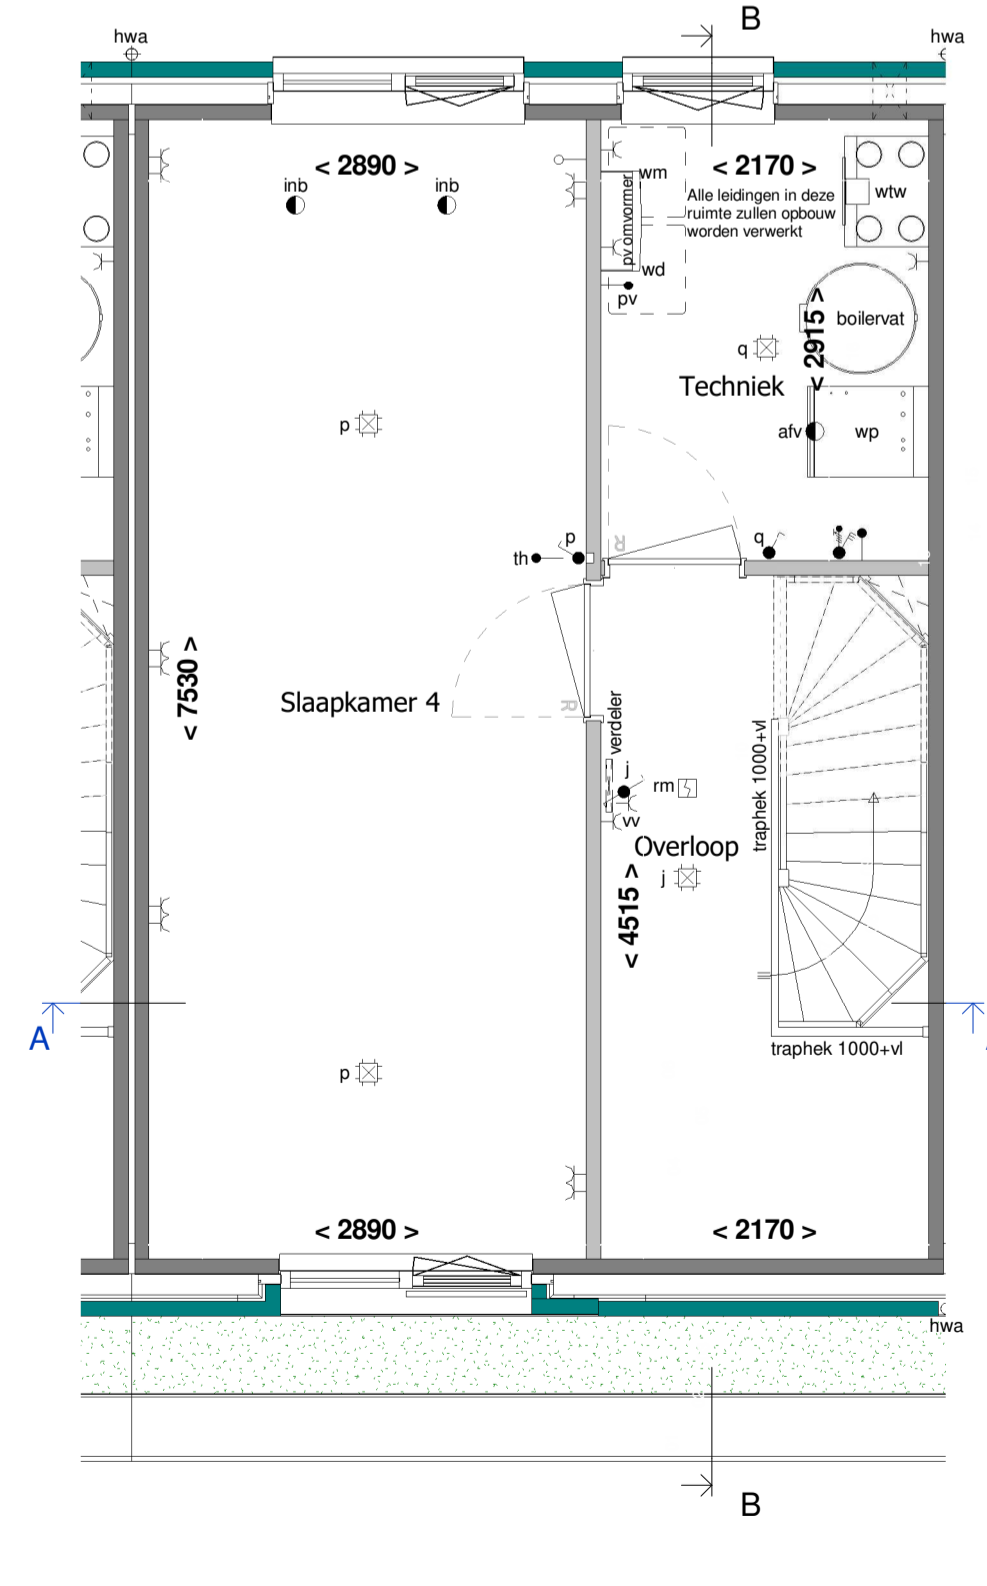 B
hwa
hwa
< 2890 >
inb
inb
wm
pv omvormer
wd
pv
< 2170 >
Alle leidingen in deze
ruimte zullen opbouw
worden verwerkt
wtw
boilervat
< 2915 >
q
Techniek
afv
wp
p
p
th
q
R
< 7530 >
Slaapkamer 4
R
verdeler
j
rm
vv
Overloop
j
< 4515 >
traphek 1000+vl
A
traphek 1000+vl
p
< 2890 >
< 2170 >
hwa
B